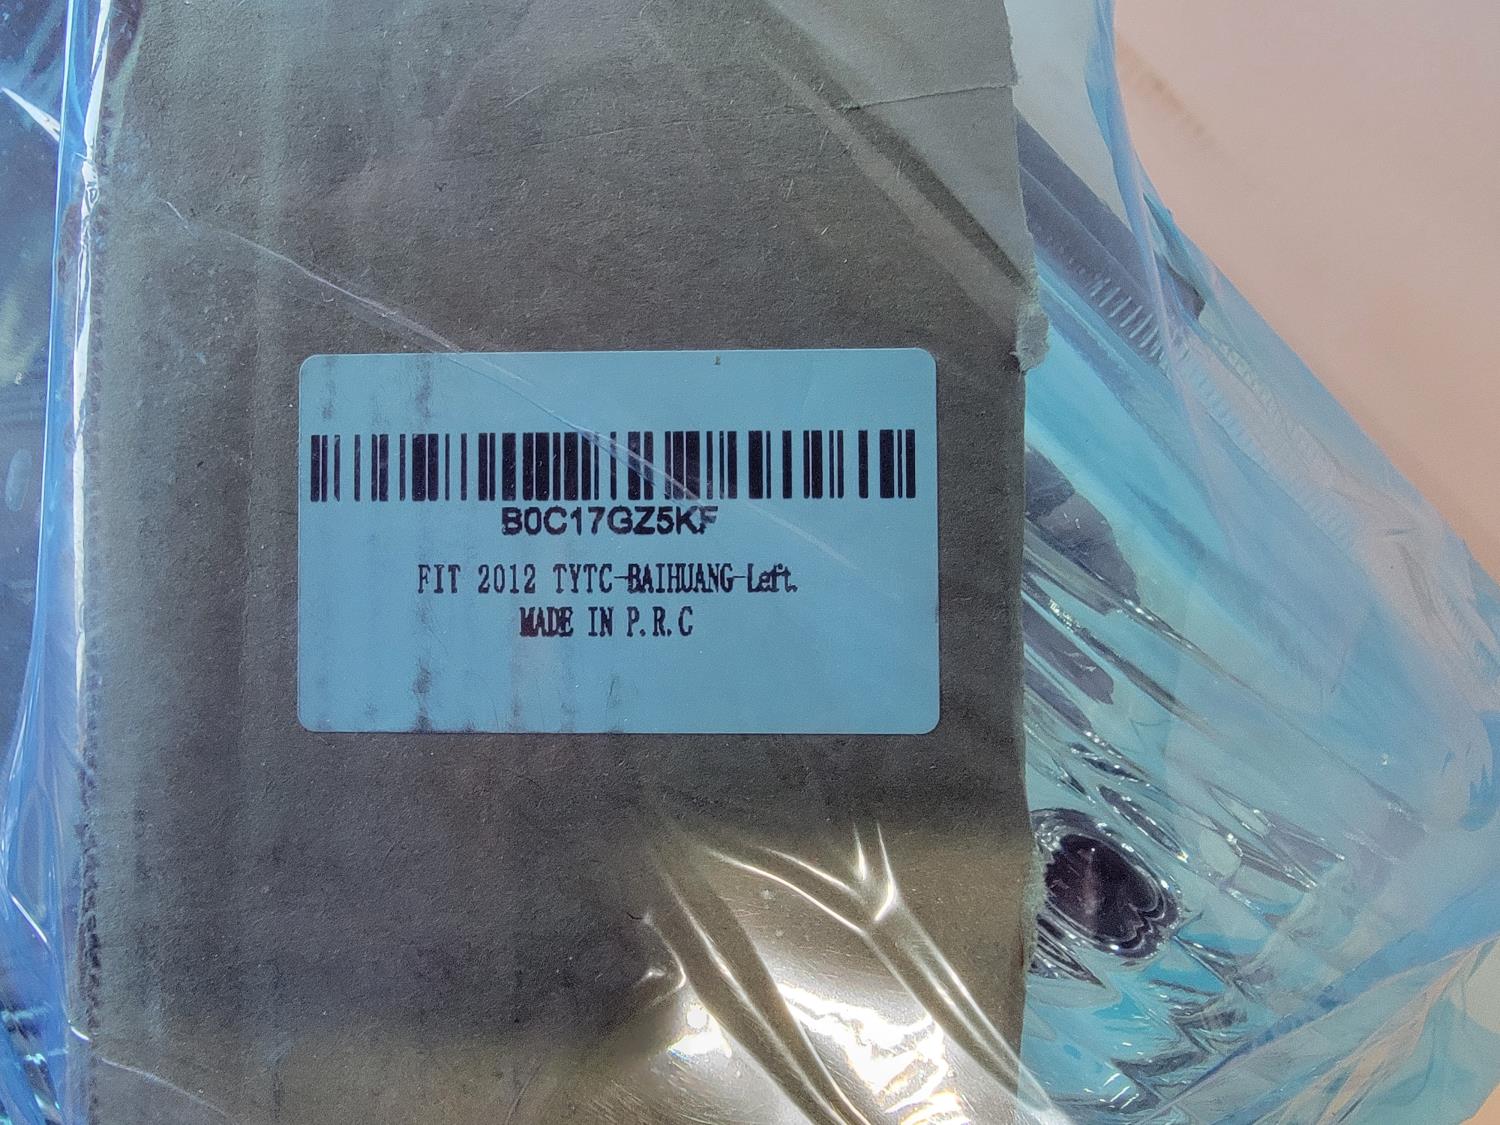 B0C17GZ5KF
FIT 2012 TYTC-BAIHUANG-Left.
MADE IN P.R.C